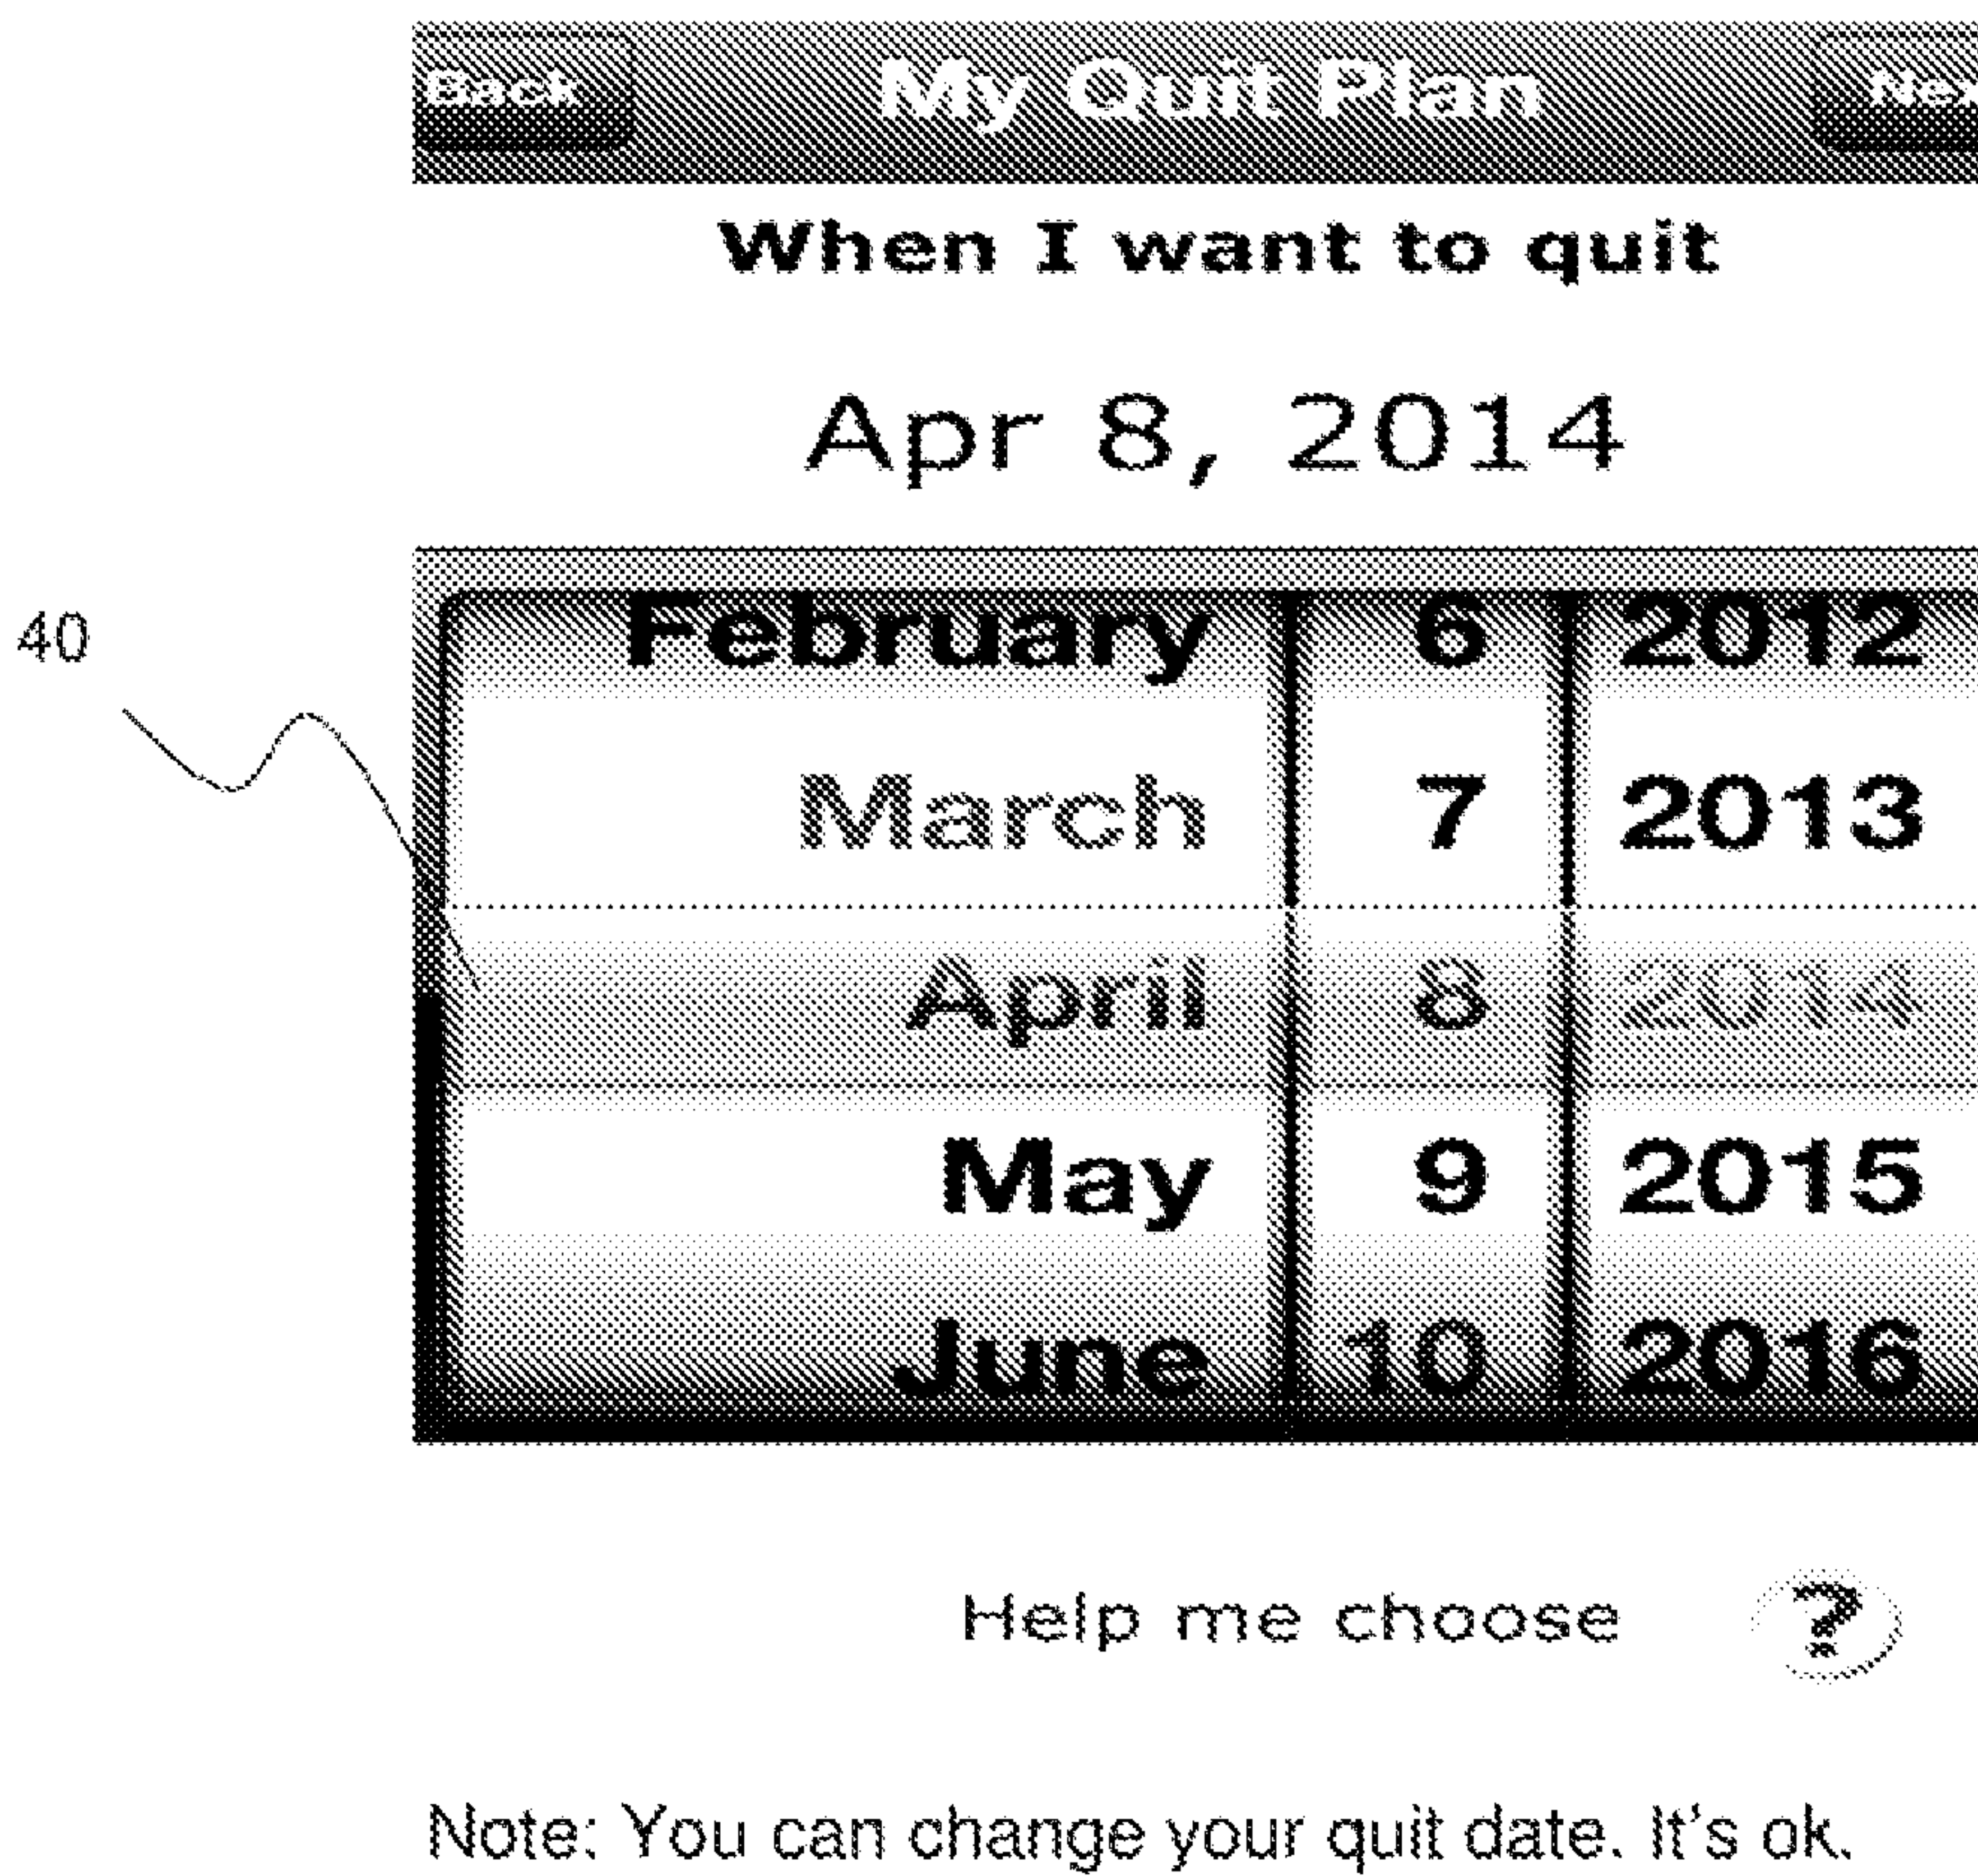 Back My Quit Plan Nex
When I want to quit
Apr 8, 2014
40
February 6 2012
March 7 2013
April 8 2014
May 9 2015
June 10 2016
Help me choose ?
Note: You can change your quit date. It's ok.